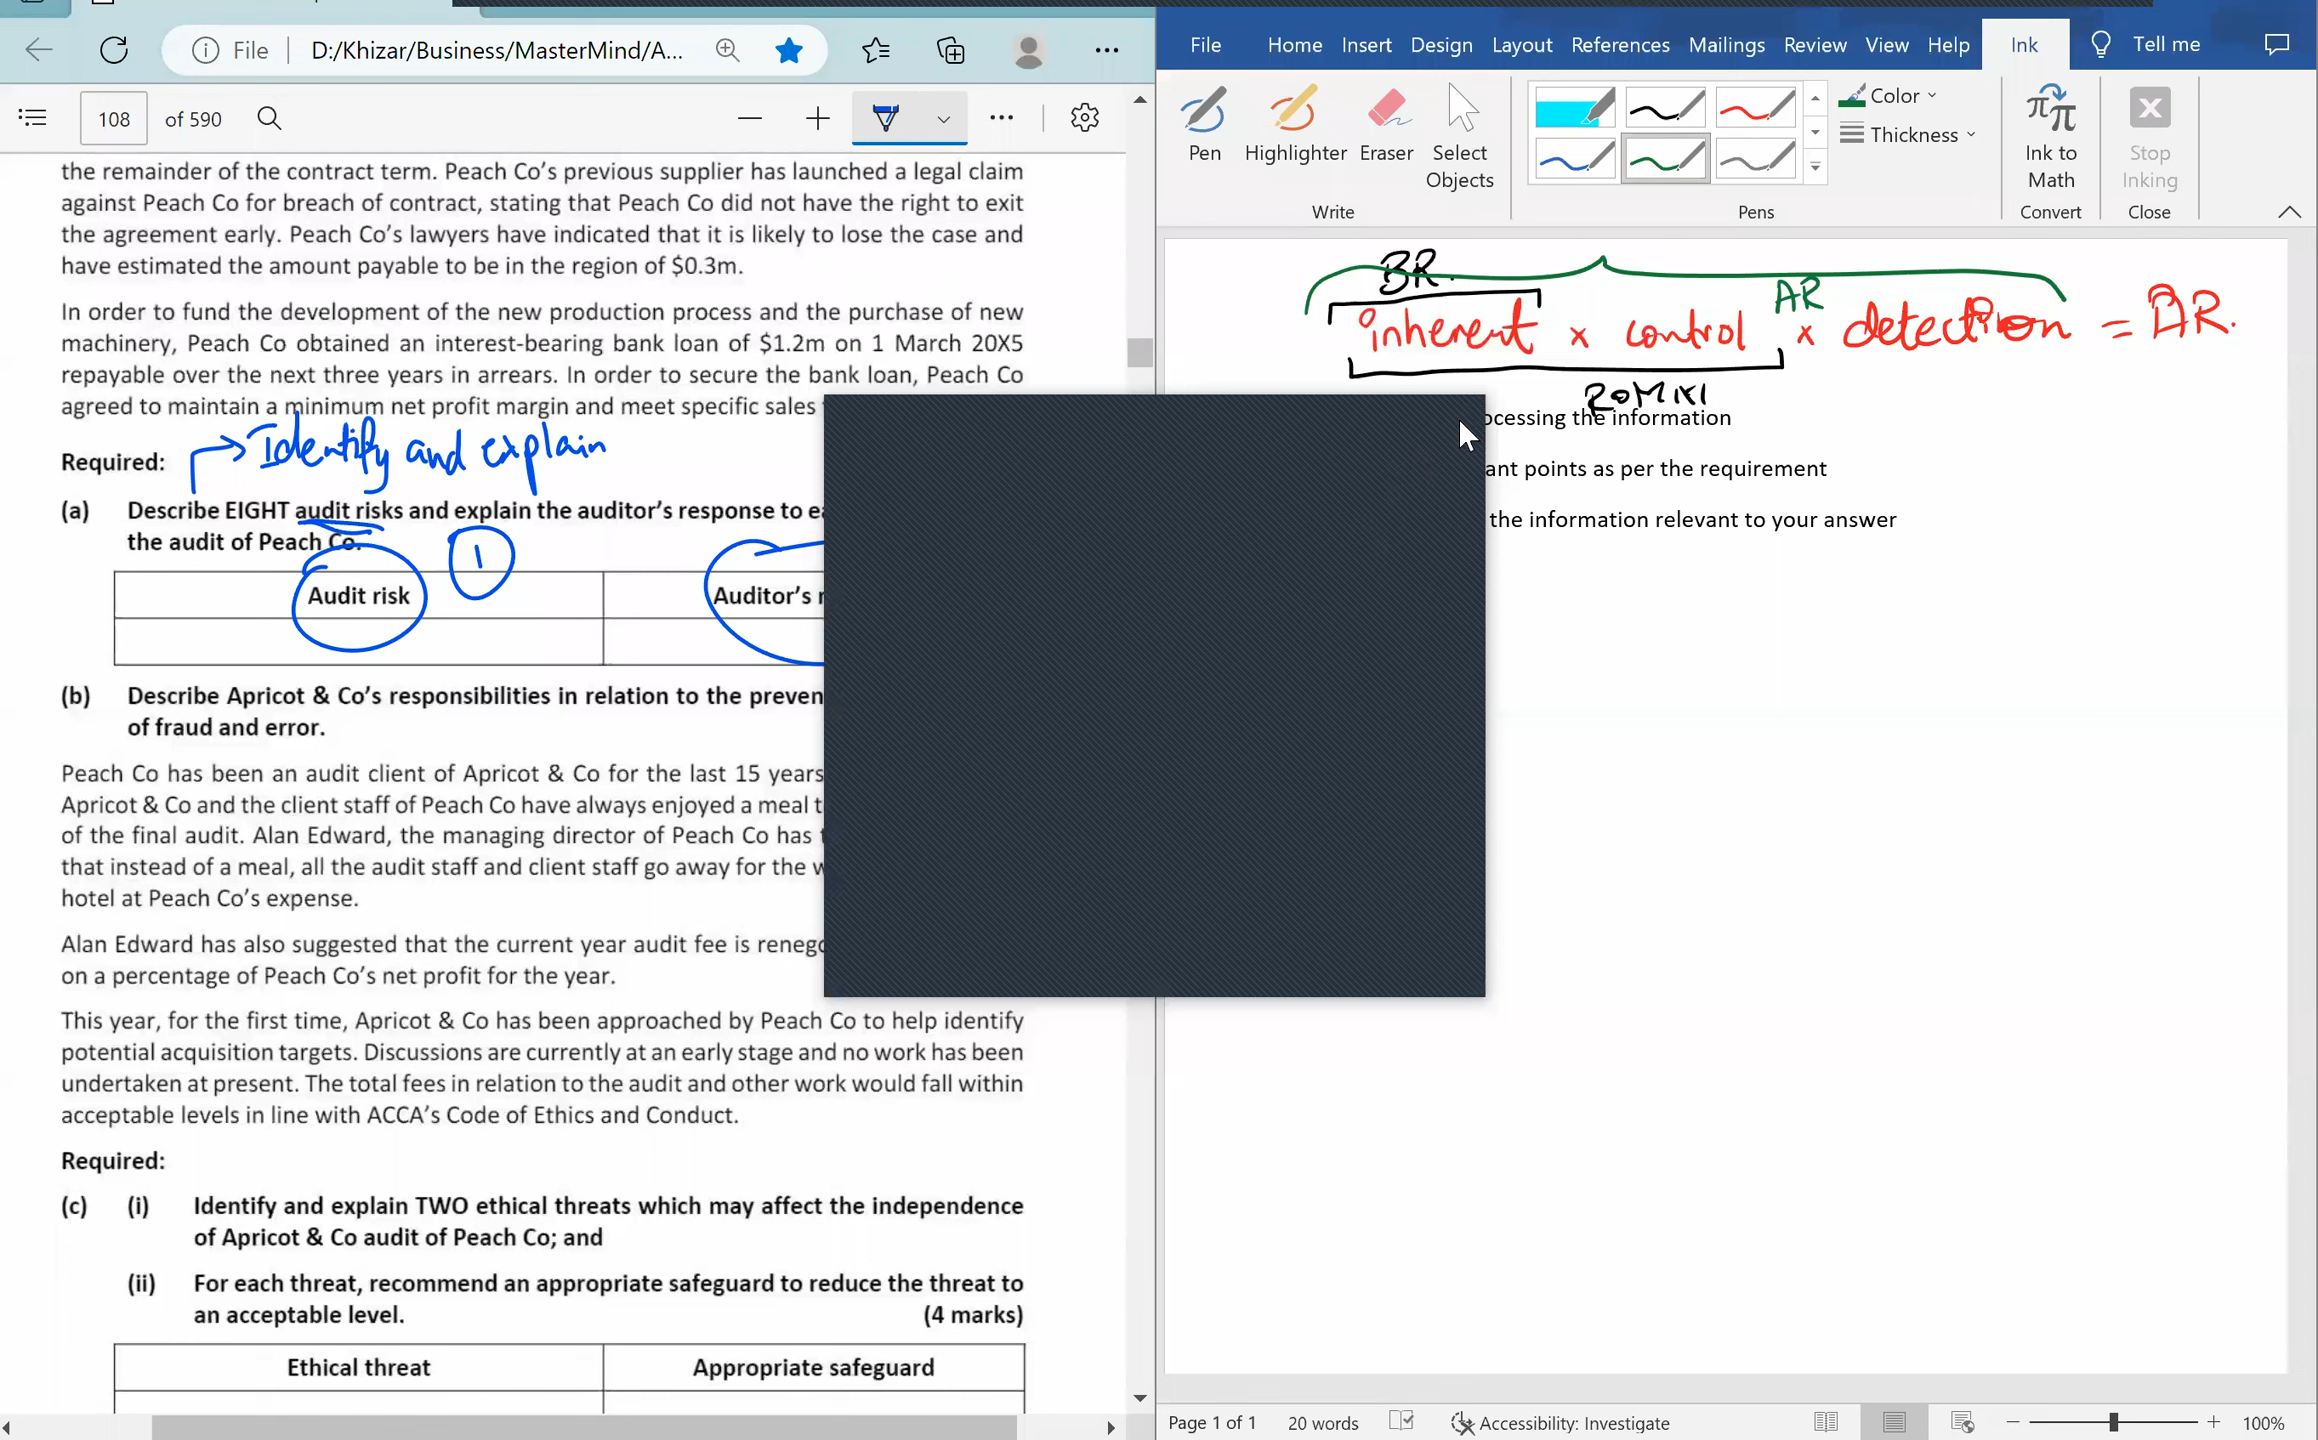 File
D:/Khizar/Business/MasterMind/A...
108
of 590
the remainder of the contract term. Peach Co's previous supplier has launched a legal claim
against Peach Co for breach of contract, stating that Peach Co did not have the right to exit
the agreement early. Peach Co's lawyers have indicated that it is likely to lose the case and
have estimated the amount payable to be in the region of $0.3m.
In order to fund the development of the new production process and the purchase of new
machinery, Peach Co obtained an interest-bearing bank loan of $1.2m on 1 March 20X5
repayable over the next three years in arrears. In order to secure the bank loan, Peach Co
agreed to maintain a minimum net profit margin and meet specific sales
Identify and explain
Required:
(a) Describe EIGHT audit risks and explain the auditor's response to ea
the audit of Peach Co.
1
Audit risk Auditor's r
(b) Describe Apricot & Co's responsibilities in relation to the preven
of fraud and error.
Peach Co has been an audit client of Apricot & Co for the last 15 years
Apricot & Co and the client staff of Peach Co have always enjoyed a meal t
of the final audit. Alan Edward, the managing director of Peach Co has t
that instead of a meal, all the audit staff and client staff go away for the w
hotel at Peach Co's expense.
Alan Edward has also suggested that the current year audit fee is renego
on a percentage of Peach Co's net profit for the year.
This year, for the first time, Apricot & Co has been approached by Peach Co to help identify
potential acquisition targets. Discussions are currently at an early stage and no work has been
undertaken at present. The total fees in relation to the audit and other work would fall within
acceptable levels in line with ACCA's Code of Ethics and Conduct.
Required:
(c) (i) Identify and explain TWO ethical threats which may affect the independence
of Apricot & Co audit of Peach Co; and
(ii) For each threat, recommend an appropriate safeguard to reduce the threat to
an acceptable level. (4 marks)
Ethical threat Appropriate safeguard
File Home Insert Design Layout References Mailings Review View Help Ink Tell me
Pen Highlighter Eraser Select Objects
Write
Pens
Color
Thickness
Ink to Math
Convert
Stop Inking
Close
BR.
AR
inherent x control x detection = AR.
ROMM
ocessing the information
ant points as per the requirement
the information relevant to your answer
Page 1 of 1 20 words Accessibility: Investigate 100%